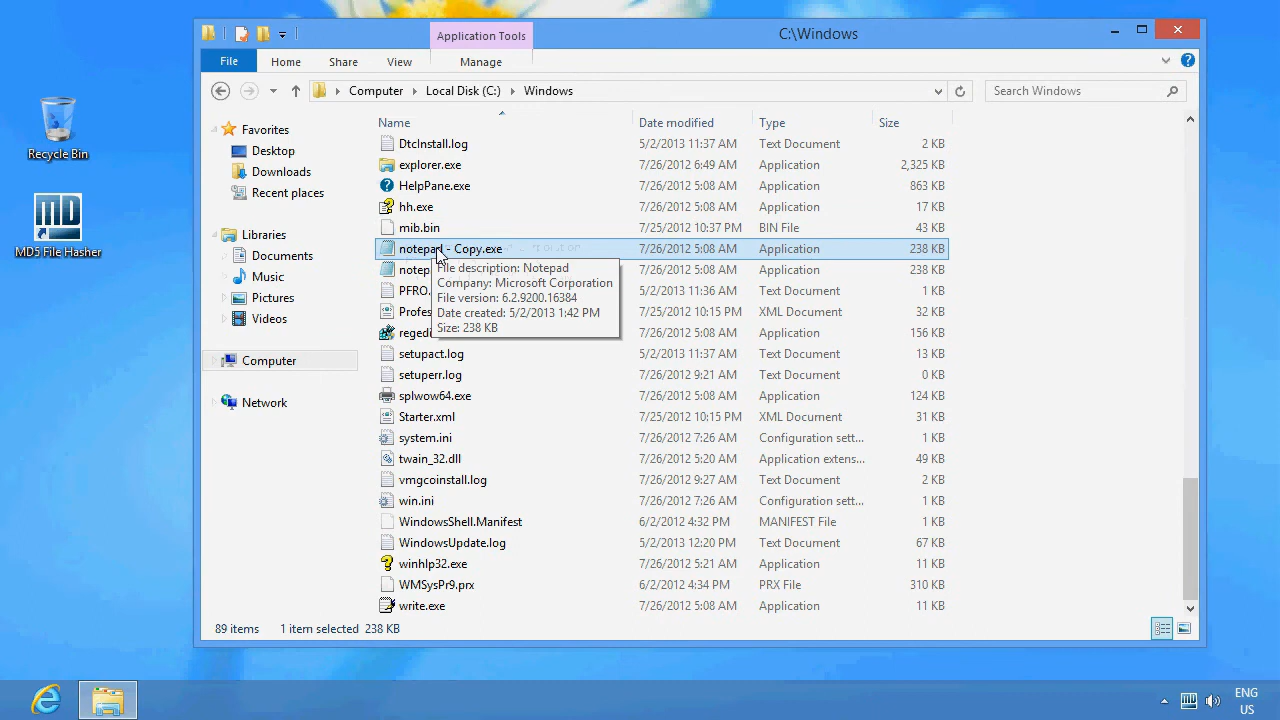 Application Tools
C:\Windows
File Home Share View Manage
Computer Local Disk (C:) Windows
Search Windows
Recycle Bin
MD MD5 File Hasher
Favorites
Desktop
Downloads
Recent places
Libraries
Documents
Music
Pictures
Videos
Computer
Network
Name Date modified Type Size
DtcInstall.log 5/2/2013 11:37 AM Text Document 2 KB
explorer.exe 7/26/2012 6:49 AM Application 2,325 KB
HelpPane.exe 7/26/2012 5:08 AM Application 863 KB
hh.exe 7/26/2012 5:08 AM Application 17 KB
mib.bin 7/25/2012 10:37 PM BIN File 43 KB
notepad - Copy.exe 7/26/2012 5:08 AM Application 238 KB
notep 7/26/2012 5:08 AM Application 238 KB
PFRO. 5/2/2013 11:36 AM Text Document 1 KB
Profes 7/25/2012 10:15 PM XML Document 32 KB
regedi 7/26/2012 5:08 AM Application 156 KB
File description: Notepad
Company: Microsoft Corporation
File version: 6.2.9200.16384
Date created: 5/2/2013 1:42 PM
Size: 238 KB
setupact.log 5/2/2013 11:37 AM Text Document 13 KB
setuperr.log 7/26/2012 9:21 AM Text Document 0 KB
splwow64.exe 7/26/2012 5:08 AM Application 124 KB
Starter.xml 7/25/2012 10:15 PM XML Document 31 KB
system.ini 7/26/2012 7:26 AM Configuration sett... 1 KB
twain_32.dll 7/26/2012 5:20 AM Application extens... 49 KB
vmgcoinstall.log 7/26/2012 9:27 AM Text Document 2 KB
win.ini 7/26/2012 7:26 AM Configuration sett... 1 KB
WindowsShell.Manifest 6/2/2012 4:32 PM MANIFEST File 1 KB
WindowsUpdate.log 5/2/2013 12:20 PM Text Document 67 KB
winhlp32.exe 7/26/2012 5:21 AM Application 11 KB
WMSysPr9.prx 6/2/2012 4:34 PM PRX File 310 KB
write.exe 7/26/2012 5:08 AM Application 11 KB
89 items 1 item selected 238 KB
ENG
US